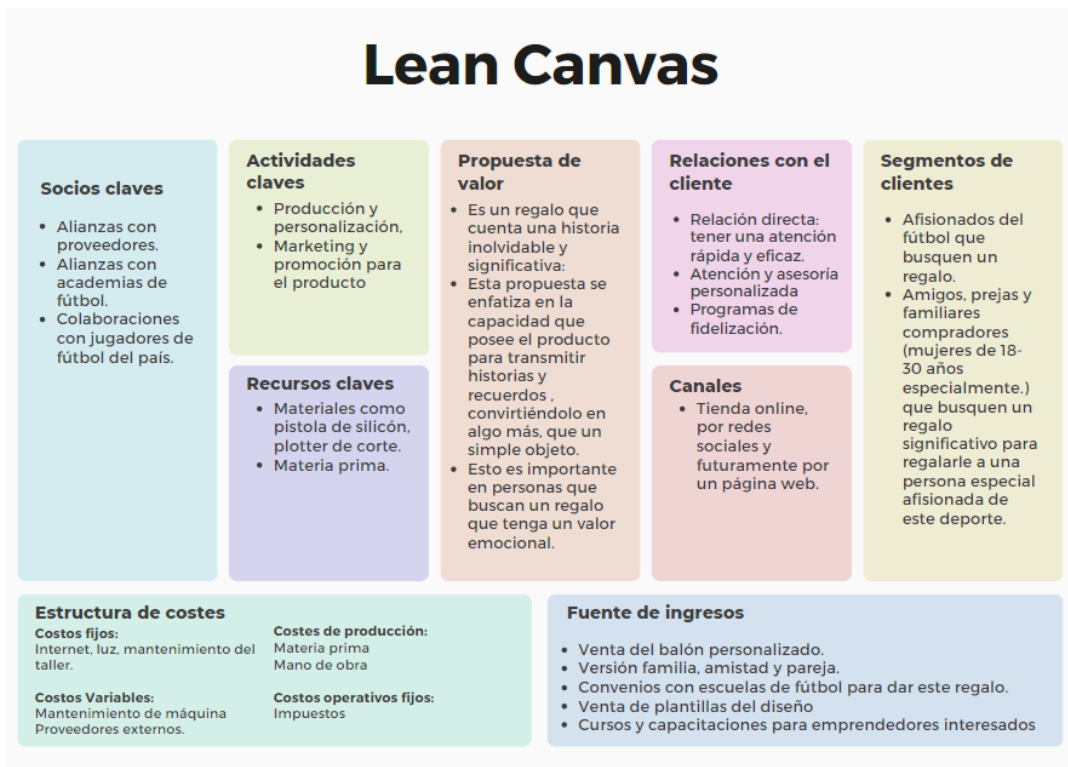 Lean Canvas
Socios claves
• Alianzas con
proveedores.
• Alianzas con
academias de
fútbol.
• Colaboraciones
con jugadores de
fútbol del país.
Actividades
claves
• Producción y
personalización,
• Marketing y
promoción para
el producto
Recursos claves
• Materiales como
pistola de silicón,
plotter de corte.
• Materia prima.
Propuesta de
valor
• Es un regalo que
cuenta una historia
inolvidable y
significativa:
• Esta propuesta se
enfatiza en la
capacidad que
posee el producto
para transmitir
historias y
recuerdos ,
convirtiéndolo en
algo más, que un
simple objeto.
• Esto es importante
en personas que
buscan un regalo
que tenga un valor
emocional.
Relaciones con el
cliente
• Relación directa:
tener una atención
rápida y eficaz.
• Atención y asesoría
personalizada
• Programas de
fidelización.
Canales
• Tienda online,
por redes
sociales y
futuramente por
un página web.
Segmentos de
clientes
• Afisionados del
fútbol que
busquen un
regalo.
• Amigos, prejas y
familiares
compradores
(mujeres de 18-
30 años
especialmente.)
que busquen un
regalo
significativo para
regalarle a una
persona especial
afisionada de
este deporte.
Estructura de costes
Costos fijos:
Internet, luz, mantenimiento del
taller.
Costos Variables:
Mantenimiento de máquina
Proveedores externos.
Costes de producción:
Materia prima
Mano de obra
Costos operativos fijos:
Impuestos
Fuente de ingresos
• Venta del balón personalizado.
• Versión familia, amistad y pareja.
• Convenios con escuelas de fútbol para dar este regalo.
• Venta de plantillas del diseño
• Cursos y capacitaciones para emprendedores interesados